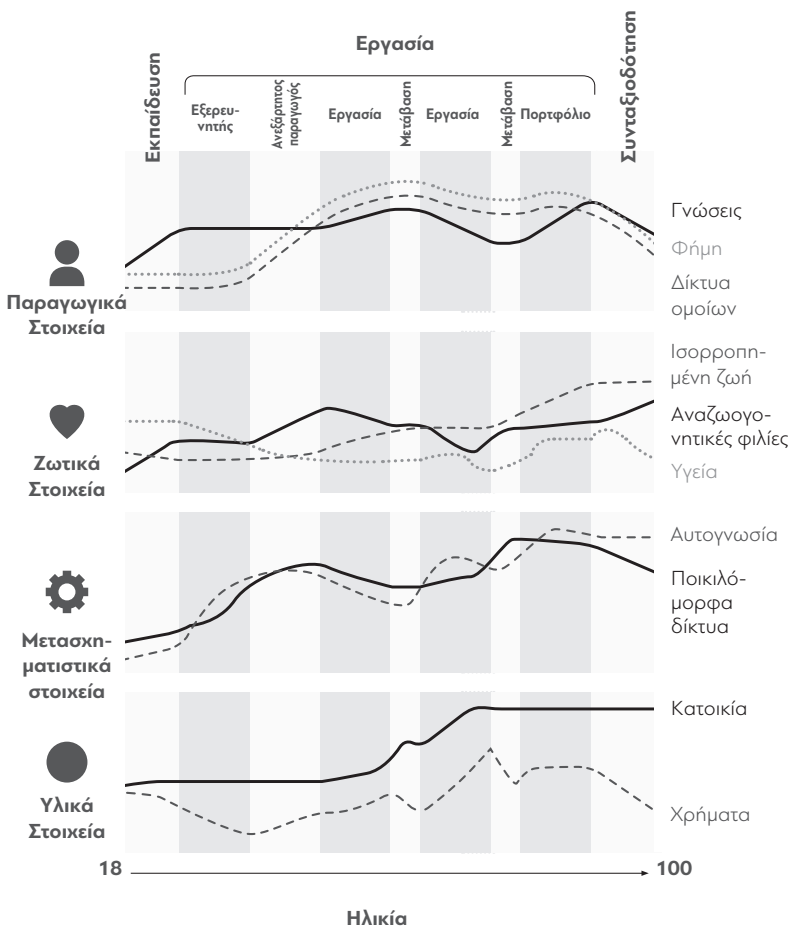 Εργασία
Εκπαίδευση
Εξερευ-
νητής
Ανεξάρτητος
παραγωγός
Εργασία
Μετάβαση
Εργασία
Μετάβαση
Πορτφόλιο
Συνταξιοδότηση
Παραγωγικά
Στοιχεία
Γνώσεις
Φήμη
Δίκτυα
ομοίων
Ζωτικά
Στοιχεία
Ισορροπη-
μένη ζωή
Αναζωογο-
νητικές φιλίες
Υγεία
Μετασχη-
ματιστικά
στοιχεία
Αυτογνωσία
Ποικιλό-
μορφα
δίκτυα
Υλικά
Στοιχεία
Κατοικία
Χρήματα
18
100
Ηλικία